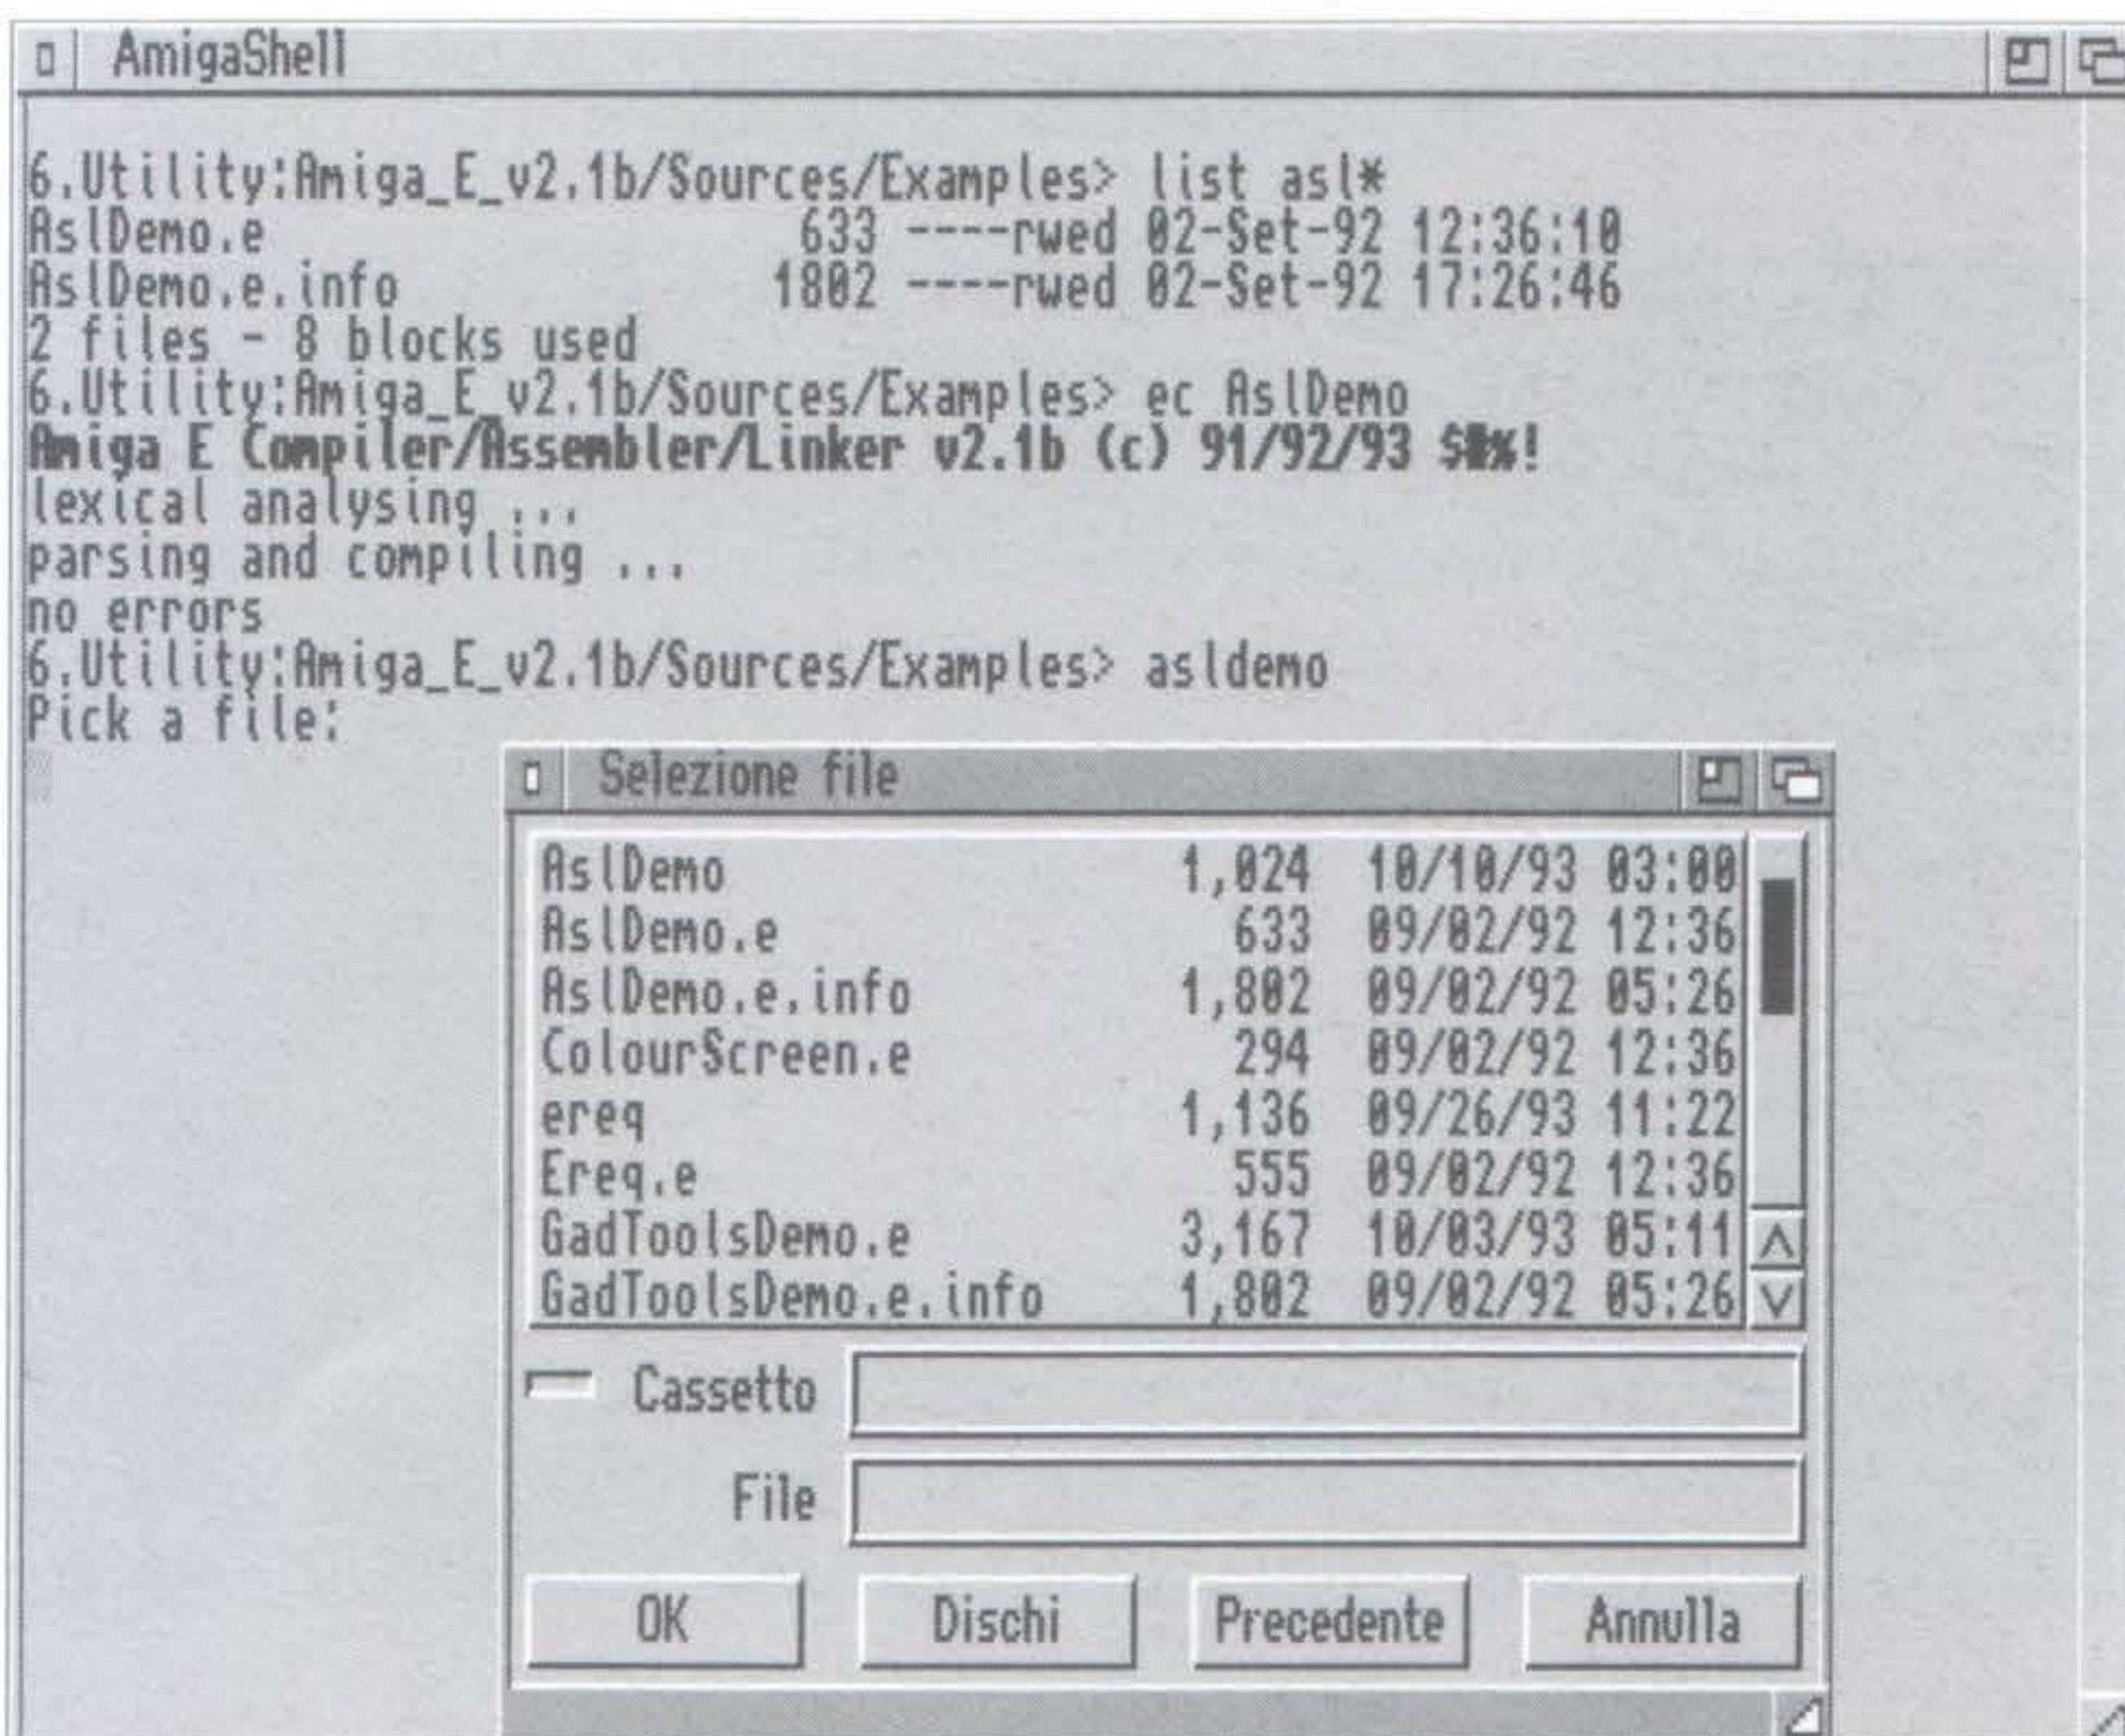 AmigaShell
6.Utility:Amiga_E_v2.1b/Sources/Examples> list asl*
AslDemo.e 633 ----rwed 02-Set-92 12:36:10
AslDemo.e.info 1802 ----rwed 02-Set-92 17:26:46
2 files - 8 blocks used
6.Utility:Amiga_E_v2.1b/Sources/Examples> ec AslDemo
Amiga E Compiler/Assembler/Linker v2.1b (c) 91/92/93 $#%!
lexical analysing ...
parsing and compiling ...
no errors
6.Utility:Amiga_E_v2.1b/Sources/Examples> asldemo
Pick a file:
Selezione file
AslDemo 1,024 10/10/93 03:00
AslDemo.e 633 09/02/92 12:36
AslDemo.e.info 1,802 09/02/92 05:26
ColourScreen.e 294 09/02/92 12:36
ereq 1,136 09/26/93 11:22
Ereq.e 555 09/02/92 12:36
GadToolsDemo.e 3,167 10/03/93 05:11
GadToolsDemo.e.info 1,802 09/02/92 05:26
Cassetto
File
OK Dischi Precedente Annulla